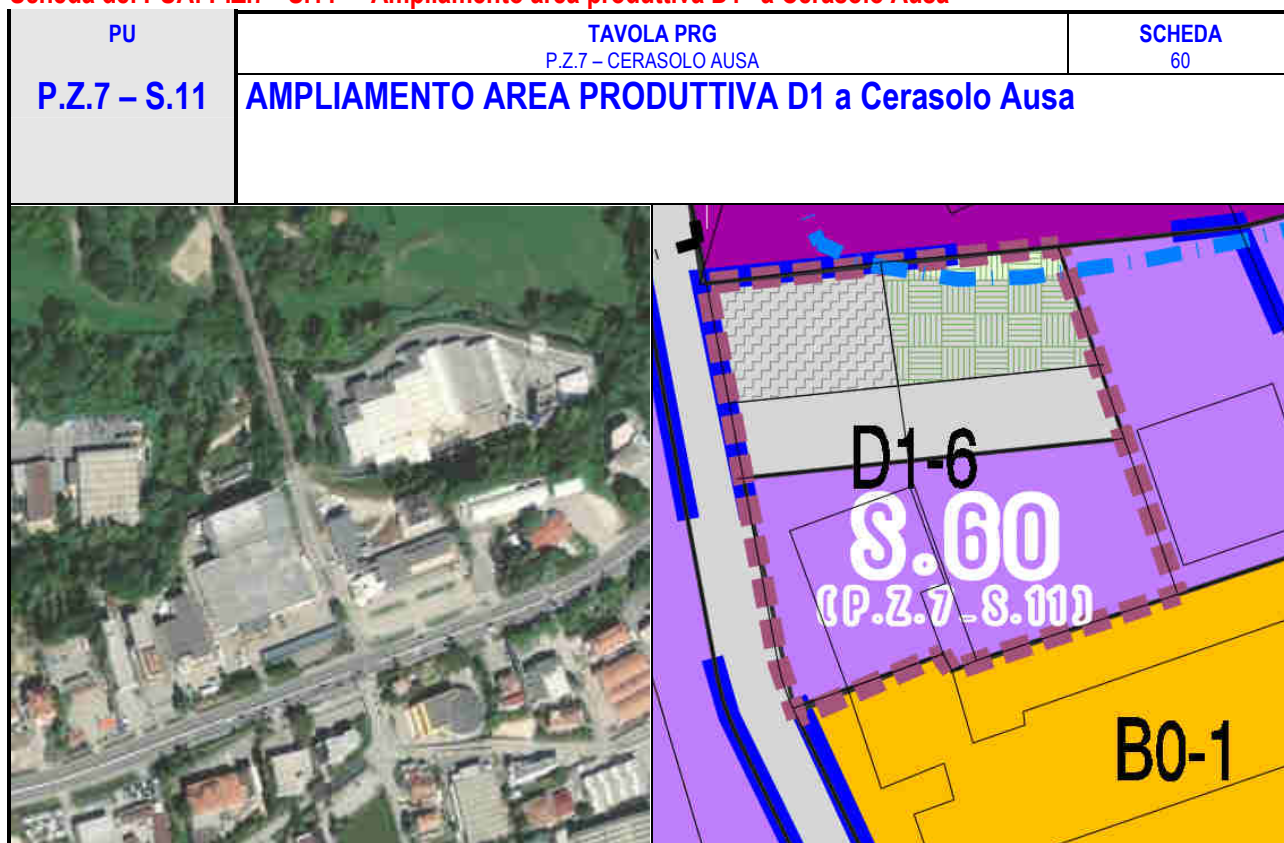 PU
TAVOLA PRG
SCHEDA
P.Z.7 – CERASOLO AUSA
60
P.Z.7 – S.11
AMPLIAMENTO AREA PRODUTTIVA D1 a Cerasolo Ausa
D1-6
S.60
(P.Z.7-S.11)
B0-1